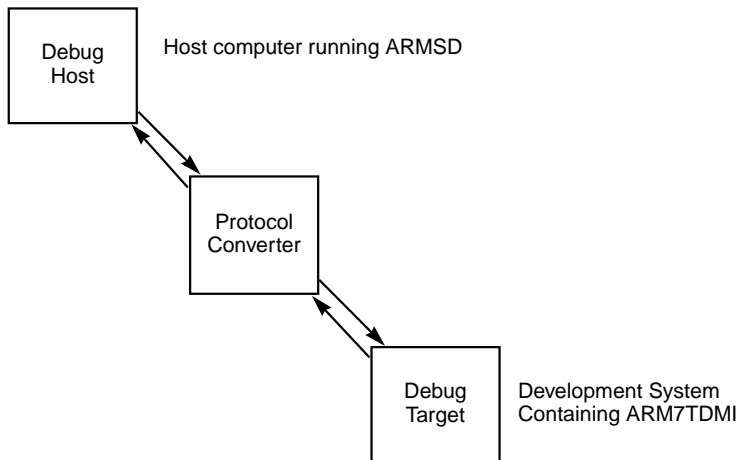 Debug
Host
Host computer running ARMSD
Protocol
Converter
Debug
Target
Development System
Containing ARM7TDMI